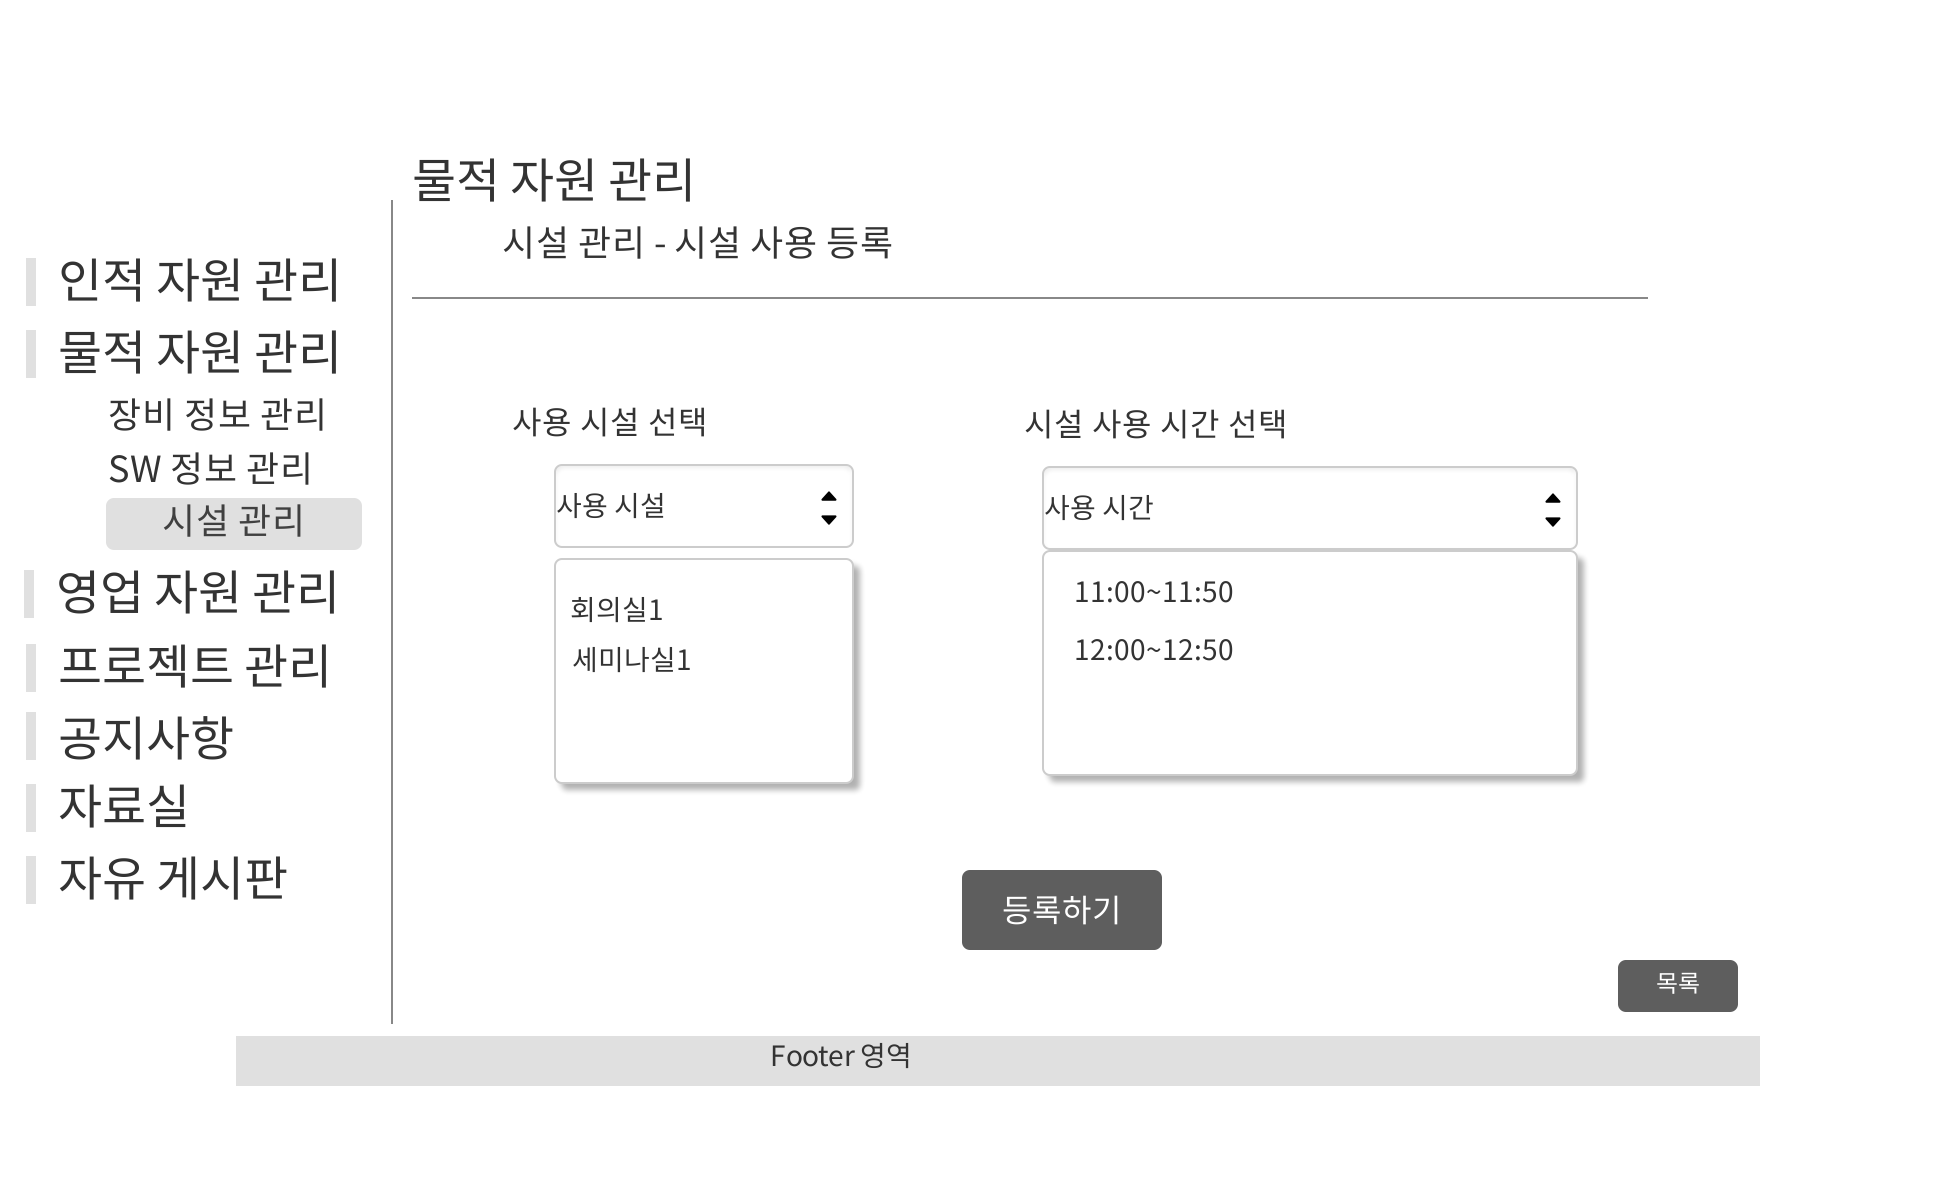 물적 자원 관리
시설 관리 - 시설 사용 등록
인적 자원 관리
물적 자원 관리
장비 정보 관리
SW 정보 관리
시설 관리
영업 자원 관리
프로젝트 관리
공지사항
자료실
자유 게시판
사용 시설 선택
사용 시설
회의실1
세미나실1
시설 사용 시간 선택
사용 시간
11:00~11:50
12:00~12:50
등록하기
목록
Footer 영역